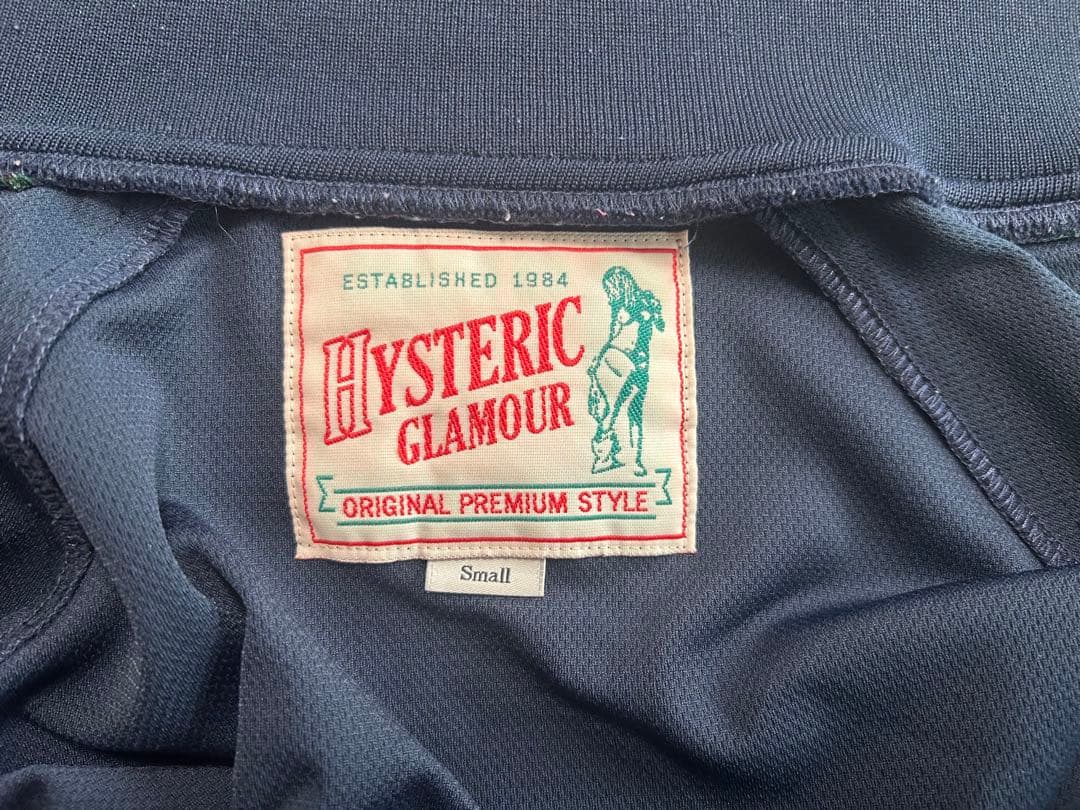 ESTABLISHED 1984
HYSTERIC
GLAMOUR
ORIGINAL PREMIUM STYLE
Small